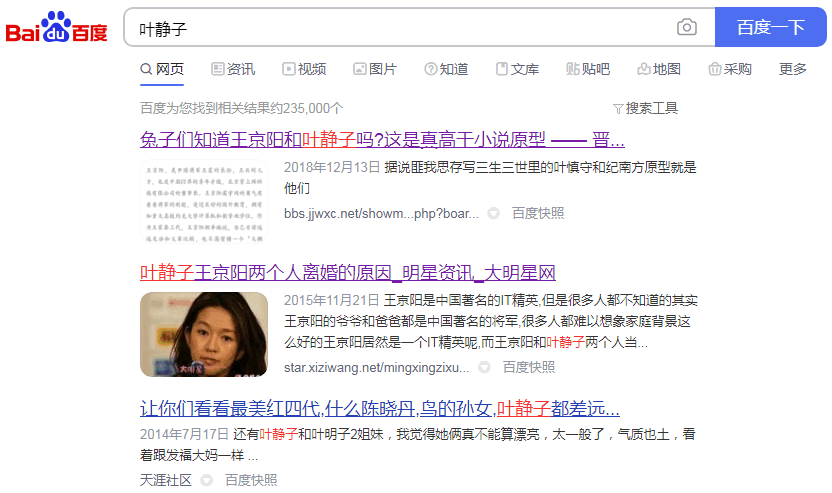 Bai du 百度
叶静子
百度一下
网页 资讯 视频 图片 知道 文库 贴吧 地图 采购 更多
百度为您找到相关结果约235,000个
搜索工具
兔子们知道王京阳和叶静子吗?这是真高干小说原型 —— 晋...
2018年12月13日 据说匪我思存写三生三世里的叶慎守和纪南方原型就是
他们
bbs.jjwxc.net/showm...php?boar... 百度快照
叶静子王京阳两个人离婚的原因_明星资讯_大明星网
2015年11月21日 王京阳是中国著名的IT精英,但是很多人都不知道的其实
王京阳的爷爷和爸爸都是中国著名的将军,很多人都难以想象家庭背景这
么好的王京阳居然是一个IT精英呢,而王京阳和叶静子两个人当...
大明星
star.xiziwang.net/mingxingzixu... 百度快照
让你们看看最美红四代,什么陈晓丹,鸟的孙女,叶静子都差远...
2014年7月17日 还有叶静子和叶明子2姐妹，我觉得她俩真不能算漂亮，太一般了，气质也土，看
着跟发福大妈一样 ...
天涯社区 百度快照